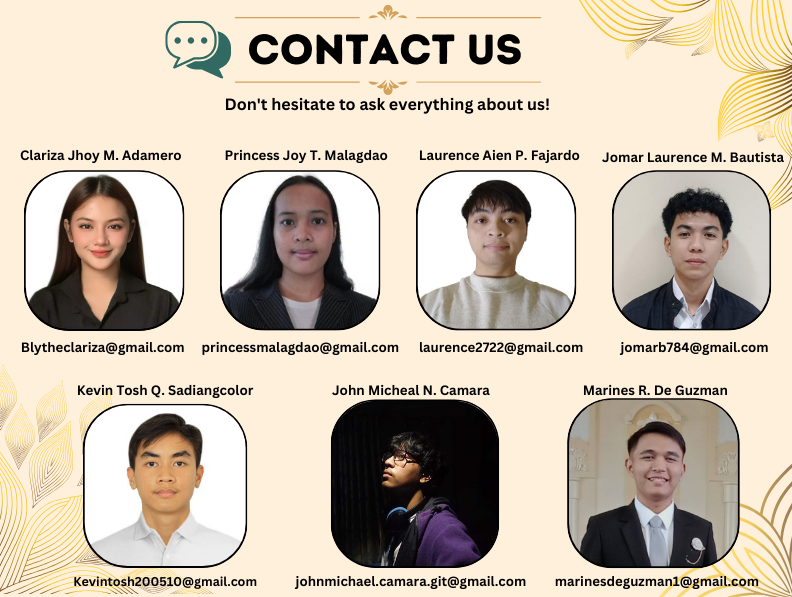 CONTACT US
Don't hesitate to ask everything about us!
Clariza Jhoy M. Adamero
Princess Joy T. Malagdao
Laurence Aien P. Fajardo
Jomar Laurence M. Bautista
Blytheclariza@gmail.com
princessmalagdao@gmail.com
laurence2722@gmail.com
jomarb784@gmail.com
Kevin Tosh Q. Sadiangcolor
John Micheal N. Camara
Marines R. De Guzman
Kevintosh200510@gmail.com
johnmichael.camara.git@gmail.com
marinesdeguzman1@gmail.com